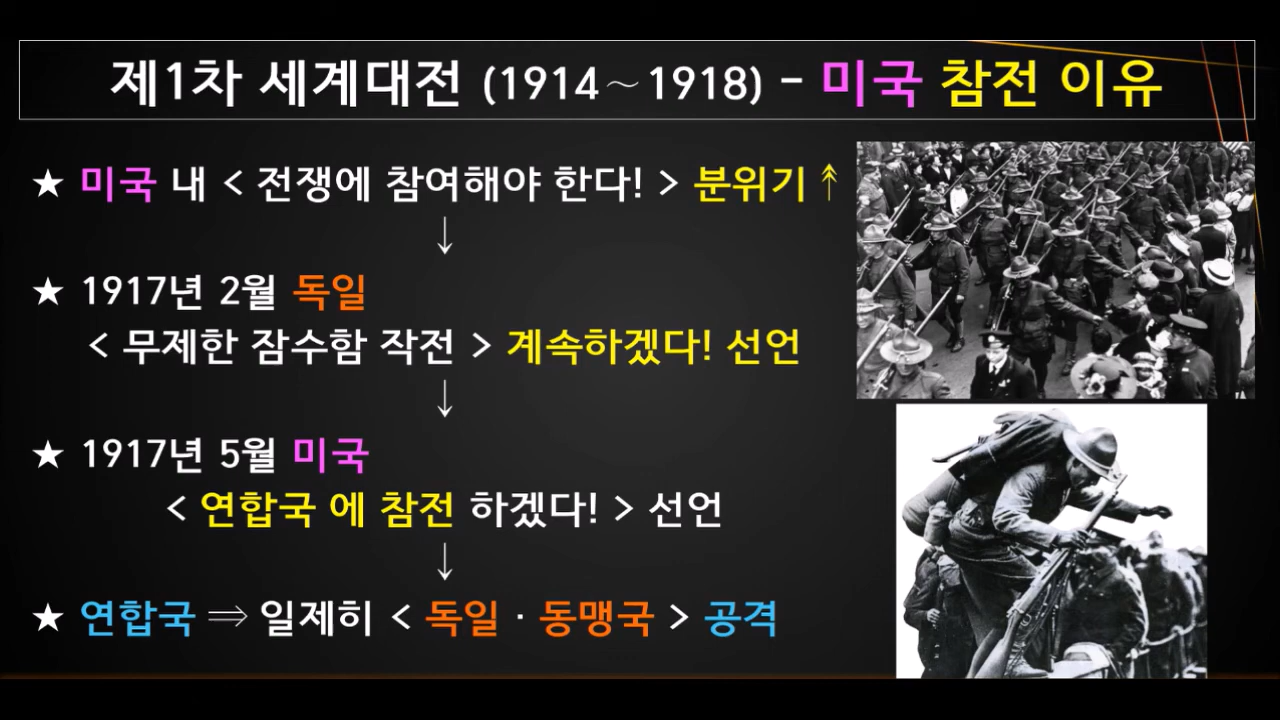 제1차 세계대전 (1914～1918) - 미국 참전 이유
★ 미국 내 < 전쟁에 참여해야 한다! > 분위기 ↟
↓
★ 1917년 2월 독일
< 무제한 잠수함 작전 > 계속하겠다! 선언
↓
★ 1917년 5월 미국
< 연합국 에 참전 하겠다! > 선언
↓
★ 연합국 ⇒ 일제히 < 독일 · 동맹국 > 공격